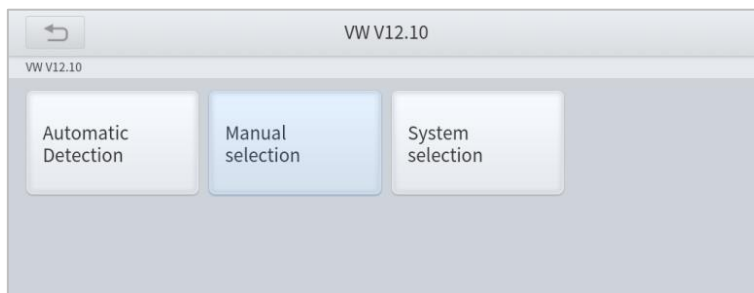 VW V12.10
VW V12.10
Automatic
Detection
Manual
selection
System
selection